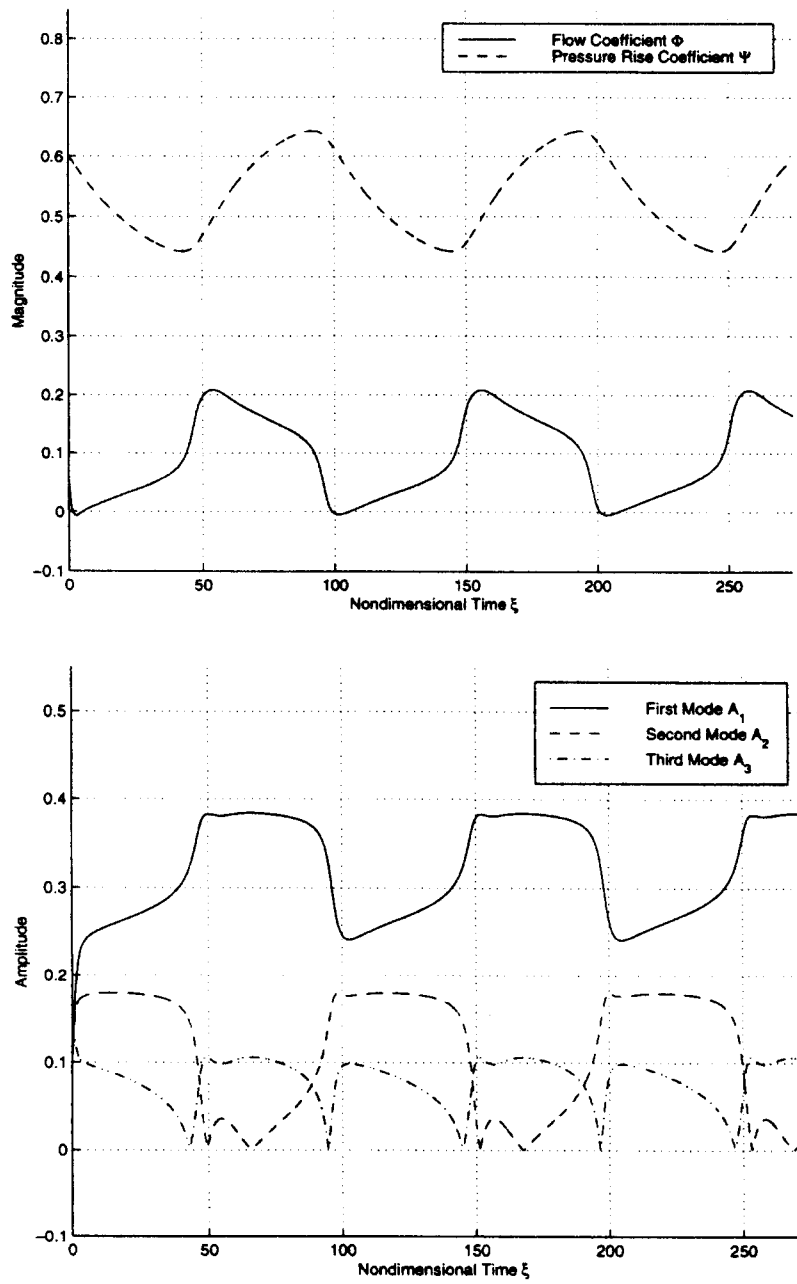 Flow Coefficient Φ
Pressure Rise Coefficient Ψ
0.8
0.7
0.6
0.5
0.4
0.3
0.2
0.1
0
−0.1
Magnitude
0 50 100 150 200 250
Nondimensional Time ξ
First Mode A₁
Second Mode A₂
Third Mode A₃
0.5
0.4
0.3
0.2
0.1
0
−0.1
Amplitude
0 50 100 150 200 250
Nondimensional Time ξ